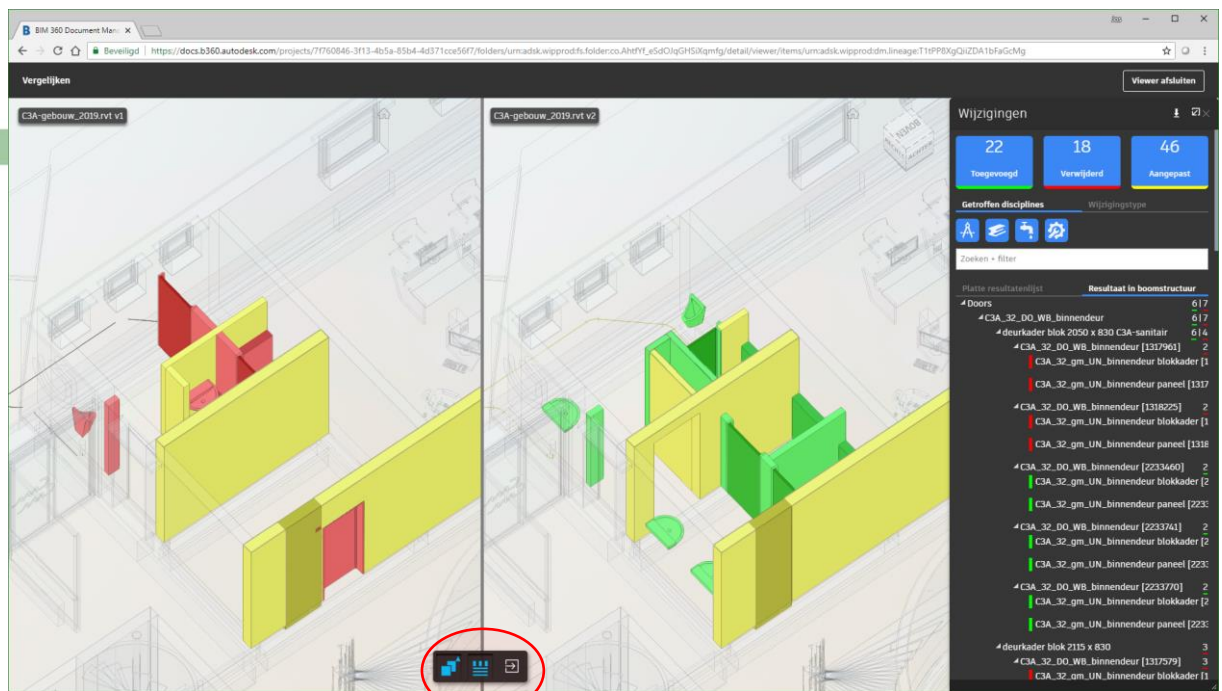 BIM 360 Document Man
Beveiligd | https://docs.b360.autodesk.com/projects/7f760846-3f13-4b5a-85b4-4d371cce56f7/folders/urn:adsk.wipprod:fs.folder:co.AhtfYf_eSdOJqGHSiXqmfg/detail/viewer/items/urn:adsk.wipprod:dm.lineage:T1tPP8XgQiiZDA1bFaGcMg
Vergelijken
Viewer afsluiten
C3A-gebouw_2019.rvt v1
C3A-gebouw_2019.rvt v2
BOVEN
Wijzigingen
22 18 46
Toegevoegd Verwijderd Aangepast
Getroffen disciplines Wijzigingstype
Zoeken + filter
Platte resultatenlijst Resultaat in boomstructuur
Doors 6|7
C3A_32_DO_WB_binnendeur 6|7
deurkader blok 2050 x 830 C3A-sanitair 6|4
C3A_32_DO_WB_binnendeur [1317961] 2
C3A_32_gm_UN_binnendeur blokkader [1
C3A_32_gm_UN_binnendeur paneel [1317
C3A_32_DO_WB_binnendeur [1318225] 2
C3A_32_gm_UN_binnendeur blokkader [1
C3A_32_gm_UN_binnendeur paneel [1318
C3A_32_DO_WB_binnendeur [2233460] 2
C3A_32_gm_UN_binnendeur blokkader [2
C3A_32_gm_UN_binnendeur paneel [2233
C3A_32_DO_WB_binnendeur [2233741] 2
C3A_32_gm_UN_binnendeur blokkader [2
C3A_32_gm_UN_binnendeur paneel [2233
C3A_32_DO_WB_binnendeur [2233770] 2
C3A_32_gm_UN_binnendeur blokkader [2
C3A_32_gm_UN_binnendeur paneel [2233
deurkader blok 2115 x 830 3
C3A_32_DO_WB_binnendeur [1317579] 3
C3A_32_gm_UN_binnendeur blokkader [1